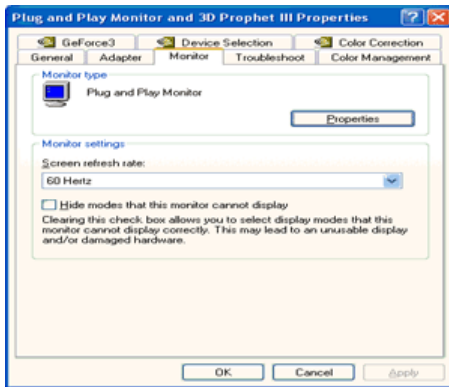 Plug and Play Monitor and 3D Prophet III Properties
GeForce3 Device Selection Color Correction
General Adapter Monitor Troubleshoot Color Management
Monitor type
Plug and Play Monitor
Properties
Monitor settings
Screen refresh rate:
60 Hertz
Hide modes that this monitor cannot display
Clearing this check box allows you to select display modes that this
monitor cannot display correctly. This may lead to an unusable display
and/or damaged hardware.
OK Cancel Apply